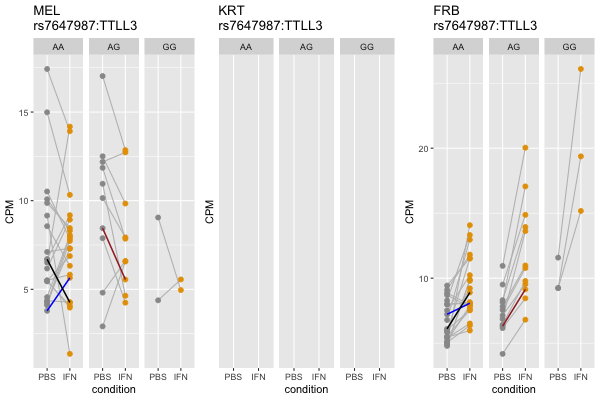 MEL
rs7647987:TTLL3
AA AG GG
CPM
15
10
5
PBS IFN PBS IFN PBS IFN
condition
KRT
rs7647987:TTLL3
AA AG GG
CPM
PBS IFN PBS IFN PBS IFN
condition
FRB
rs7647987:TTLL3
AA AG GG
CPM
20
10
PBS IFN PBS IFN PBS IFN
condition